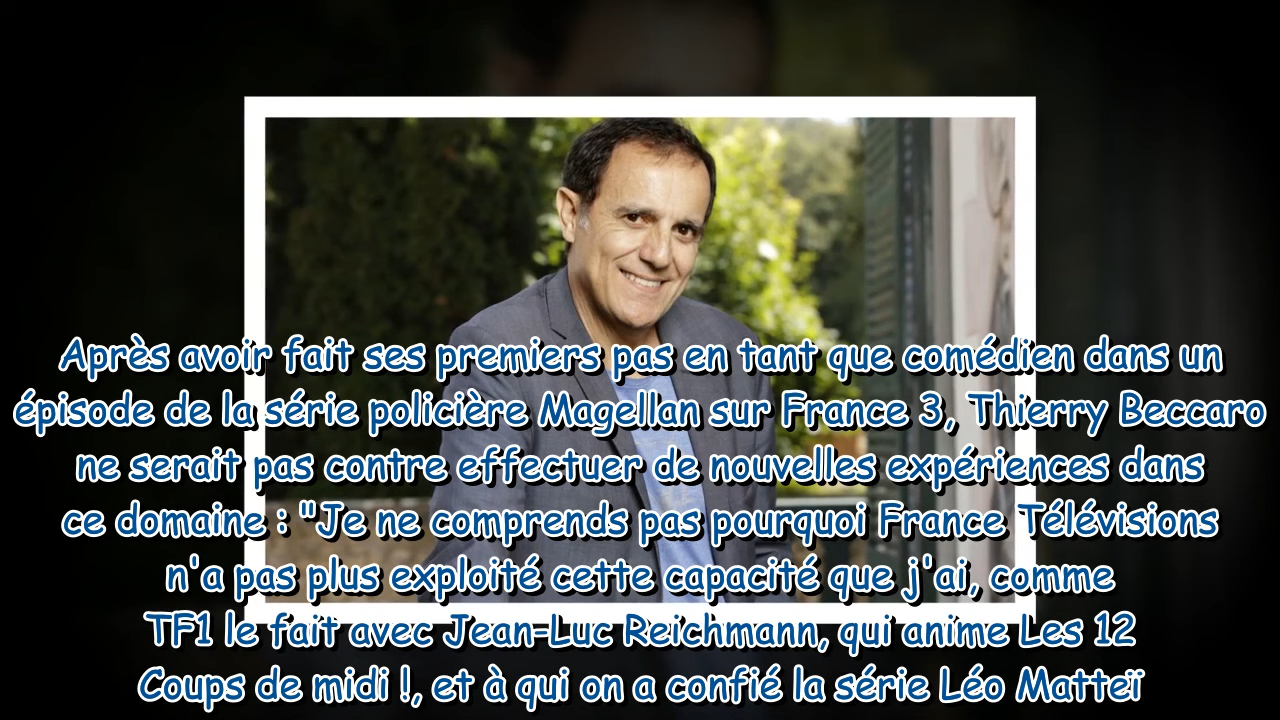 Après avoir fait ses premiers pas en tant que comédien dans un
épisode de la série policière Magellan sur France 3, Thierry Beccaro
ne serait pas contre effectuer de nouvelles expériences dans
ce domaine : "Je ne comprends pas pourquoi France Télévisions
n'a pas plus exploité cette capacité que j'ai, comme
TF1 le fait avec Jean-Luc Reichmann, qui anime Les 12
Coups de midi !, et à qui on a confié la série Léo Matteï